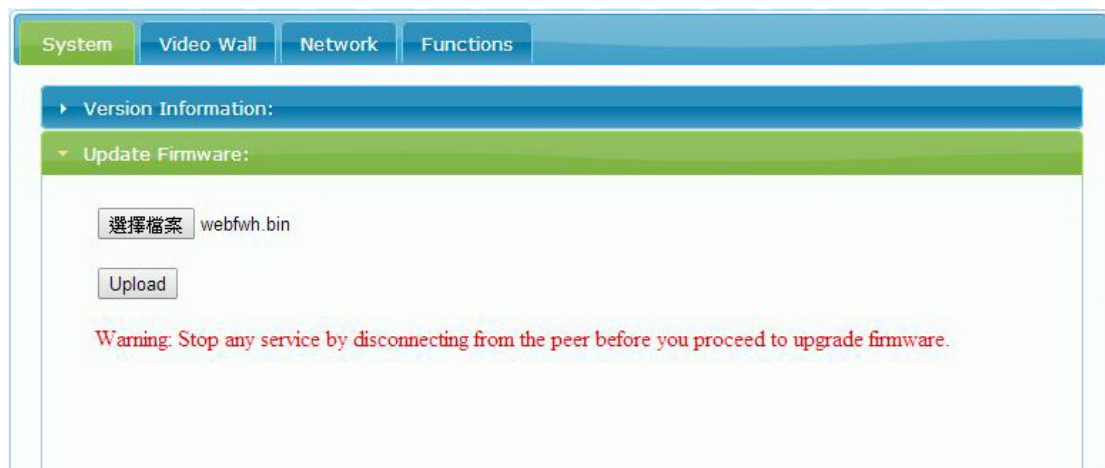 System Video Wall Network Functions
Version Information:
Update Firmware:
選擇檔案 webfwh.bin
Upload
Warning: Stop any service by disconnecting from the peer before you proceed to upgrade firmware.